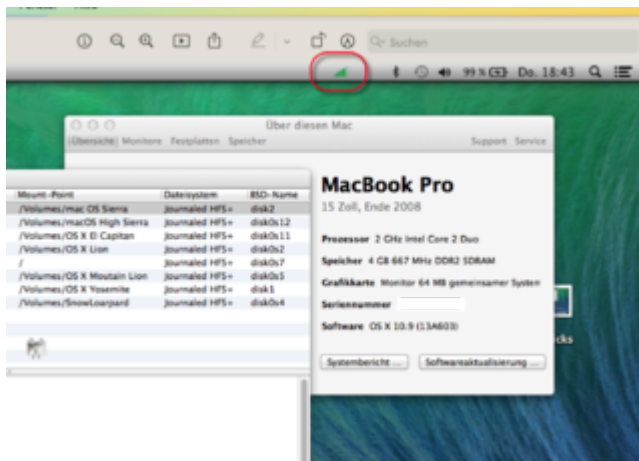 Suchen
99 % Do. 18:43
Über diesen Mac
Übersicht Monitore Festplatten Speicher Support Service
Mount-Point Dateisystem BSD-Name
/Volumes/mac OS Sierra Journaled HFS+ disk2
/Volumes/macOS High Sierra Journaled HFS+ disk0s12
/Volumes/OS X El Capitan Journaled HFS+ disk0s11
/Volumes/OS X Lion Journaled HFS+ disk0s2
/ Journaled HFS+ disk0s7
/Volumes/OS X Moutain Lion Journaled HFS+ disk0s5
/Volumes/OS X Yosemite Journaled HFS+ disk1
/Volumes/SnowLoarpard Journaled HFS+ disk0s4
MacBook Pro
15 Zoll, Ende 2008
Prozessor 2 GHz Intel Core 2 Duo
Speicher 4 GB 667 MHz DDR2 SDRAM
Grafikkarte Monitor 64 MB gemeinsamer System
Seriennummer
Software OS X 10.9 (13A603)
Systembericht ... Softwareaktualisierung ...
cks